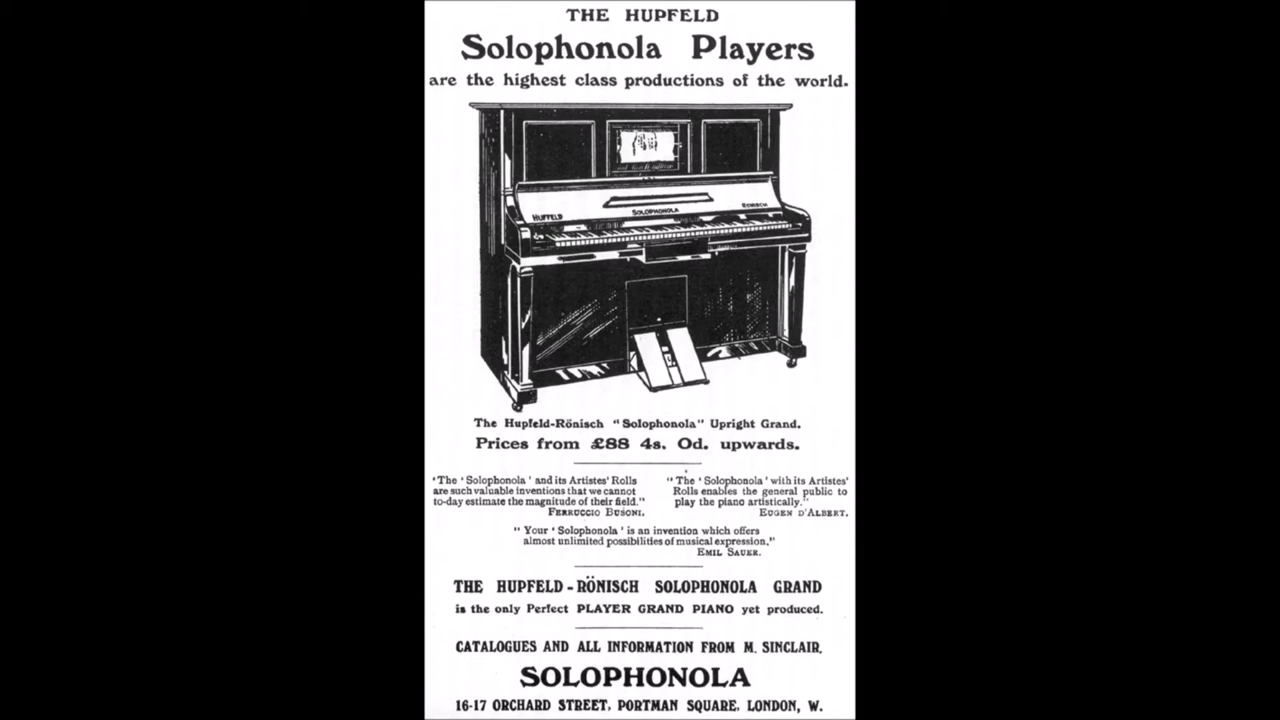 THE HUPFELD
Solophonola Players
are the highest class productions of the world.
HUPFELD SOLOPHONOLA RÖNISCH
The Hupfeld-Rönisch "Solophonola" Upright Grand.
Prices from £88 4s. 0d. upwards.
'The 'Solophonola' and its Artistes' Rolls
are such valuable inventions that we cannot
to-day estimate the magnitude of their field."
FERRUCCIO BUSONI.
"The 'Solophonola' with its Artistes'
Rolls enables the general public to
play the piano artistically."
EUGEN D'ALBERT.
"Your 'Solophonola' is an invention which offers
almost unlimited possibilities of musical expression."
EMIL SAUER.
THE HUPFELD-RÖNISCH SOLOPHONOLA GRAND
is the only Perfect PLAYER GRAND PIANO yet produced.
CATALOGUES AND ALL INFORMATION FROM M. SINCLAIR,
SOLOPHONOLA
16-17 ORCHARD STREET, PORTMAN SQUARE, LONDON, W.